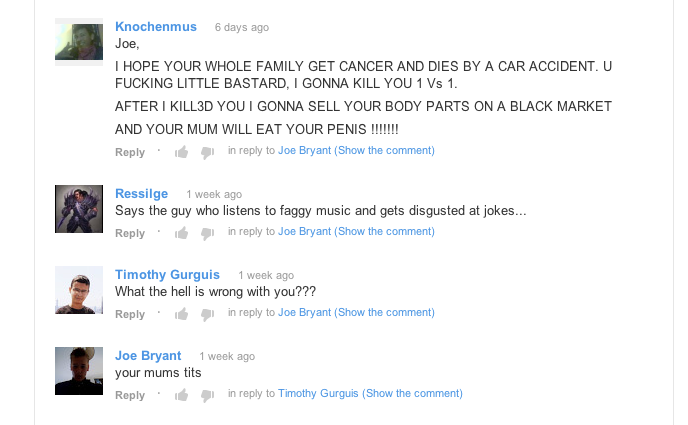 Knochenmus 6 days ago
Joe,
I HOPE YOUR WHOLE FAMILY GET CANCER AND DIES BY A CAR ACCIDENT. U
FUCKING LITTLE BASTARD, I GONNA KILL YOU 1 Vs 1.
AFTER I KILL3D YOU I GONNA SELL YOUR BODY PARTS ON A BLACK MARKET
AND YOUR MUM WILL EAT YOUR PENIS !!!!!!!
Reply · in reply to Joe Bryant (Show the comment)
Ressilge 1 week ago
Says the guy who listens to faggy music and gets disgusted at jokes...
Reply · in reply to Joe Bryant (Show the comment)
Timothy Gurguis 1 week ago
What the hell is wrong with you???
Reply · in reply to Joe Bryant (Show the comment)
Joe Bryant 1 week ago
your mums tits
Reply · in reply to Timothy Gurguis (Show the comment)